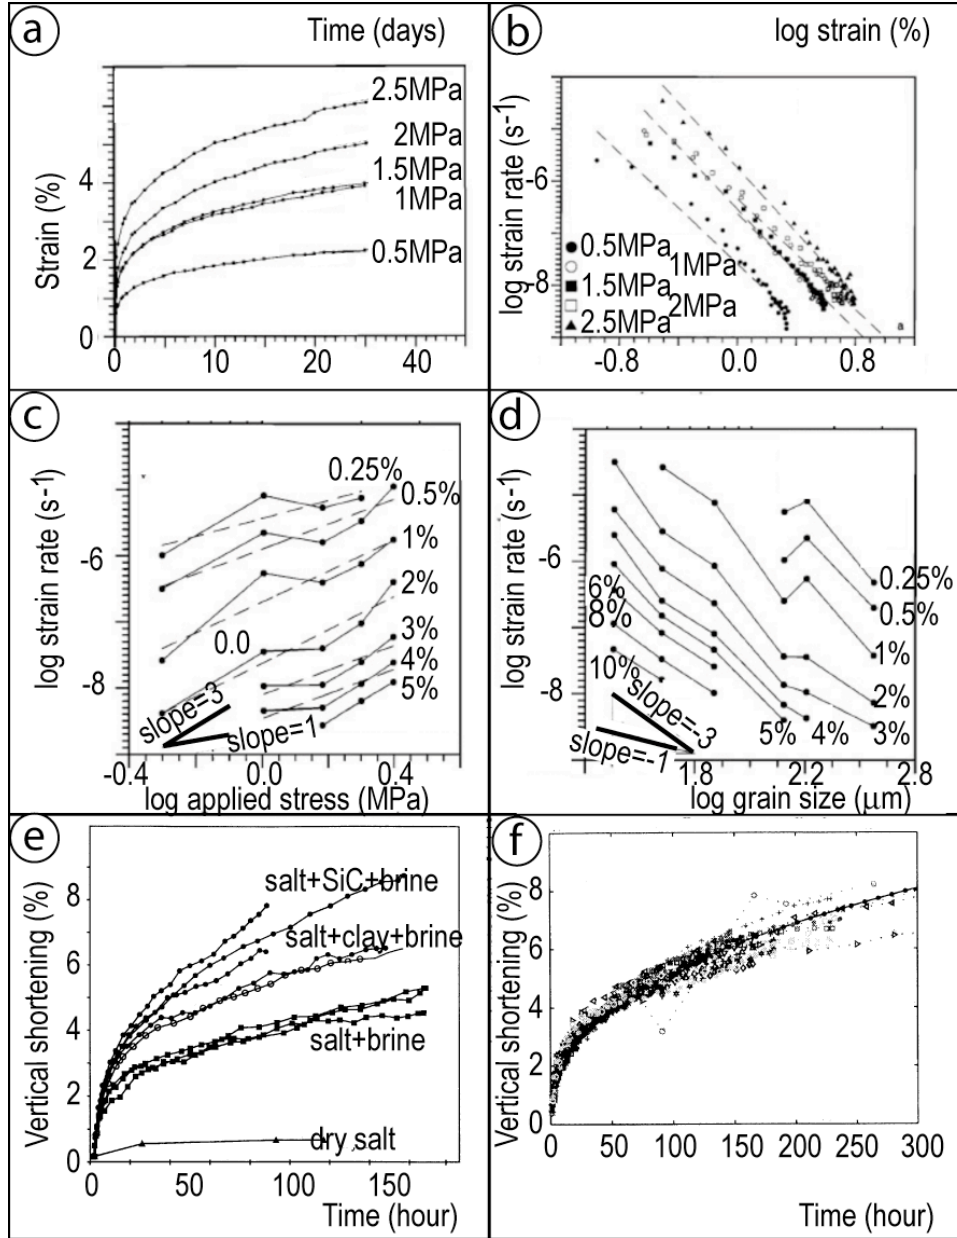 a
Time (days)
Strain (%)
2.5MPa
2MPa
1.5MPa
1MPa
0.5MPa
4
2
0
0 10 20 30
b
log strain (%)
log strain rate (s-1)
-6
-8
0.5MPa
1MPa
1.5MPa
2MPa
2.5MPa
a
-0.8 0.0 0.4 0.8
c
log strain rate (s-1)
0.25%
0.5%
1%
2%
3%
4%
5%
0.0
-6
-8
slope=3
slope=1
-0.4 0.0 0.4
log applied stress (MPa)
d
log strain rate (s-1)
-6
-8
0.25%
0.5%
1%
2%
3%
4%
5%
6%
8%
10%
slope=-3
slope=-1
1.8 2.2 2.8
log grain size (μm)
e
Vertical shortening (%)
8
6
4
2
0
salt+SiC+brine
salt+clay+brine
salt+brine
dry salt
0 50 100 150
Time (hour)
f
Vertical shortening (%)
8
6
4
2
0
0 50 100 150 200 250 300
Time (hour)